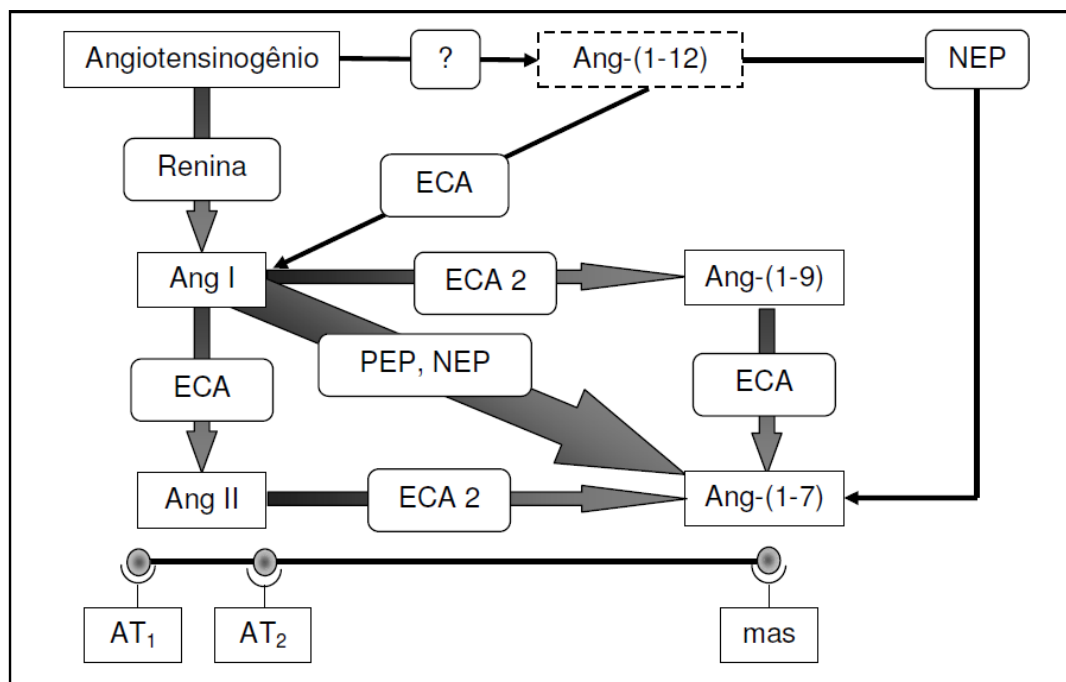 Angiotensinogênio
?
Ang-(1-12)
NEP
Renina
ECA
Ang I
ECA 2
Ang-(1-9)
PEP, NEP
ECA
ECA
Ang II
ECA 2
Ang-(1-7)
AT₁
AT₂
mas